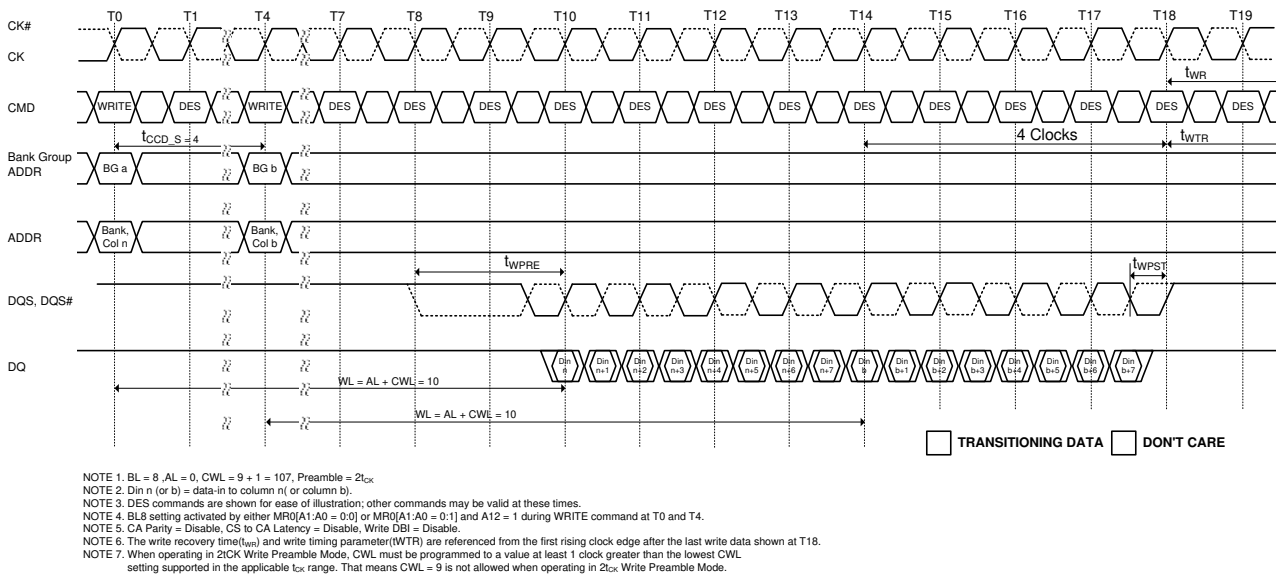 T0 T1 T4 T7 T8 T9 T10 T11 T12 T13 T14 T15 T16 T17 T18 T19
CK#
CK
tWR
CMD WRITE DES WRITE DES DES DES DES DES DES DES DES DES DES DES DES DES
tCCD_S = 4
4 Clocks
tWTR
Bank Group
ADDR
BG a BG b
ADDR
Bank, Bank,
Col n Col b
tWPRE
tWPST
DQS, DQS#
DQ
Din Din Din Din Din Din Din Din Din Din Din Din Din Din Din Din
n n+1 n+2 n+3 n+4 n+5 n+6 n+7 b b+1 b+2 b+3 b+4 b+5 b+6 b+7
WL = AL + CWL = 10
WL = AL + CWL = 10
TRANSITIONING DATA DON'T CARE
NOTE 1. BL = 8 ,AL = 0, CWL = 9 + 1 = 107, Preamble = 2tCK
NOTE 2. Din n (or b) = data-in to column n( or column b).
NOTE 3. DES commands are shown for ease of illustration; other commands may be valid at these times.
NOTE 4. BL8 setting activated by either MR0[A1:A0 = 0:0] or MR0[A1:A0 = 0:1] and A12 = 1 during WRITE command at T0 and T4.
NOTE 5. CA Parity = Disable, CS to CA Latency = Disable, Write DBI = Disable.
NOTE 6. The write recovery time(tWR) and write timing parameter(tWTR) are referenced from the first rising clock edge after the last write data shown at T18.
NOTE 7. When operating in 2tCK Write Preamble Mode, CWL must be programmed to a value at least 1 clock greater than the lowest CWL
setting supported in the applicable tCK range. That means CWL = 9 is not allowed when operating in 2tCK Write Preamble Mode.